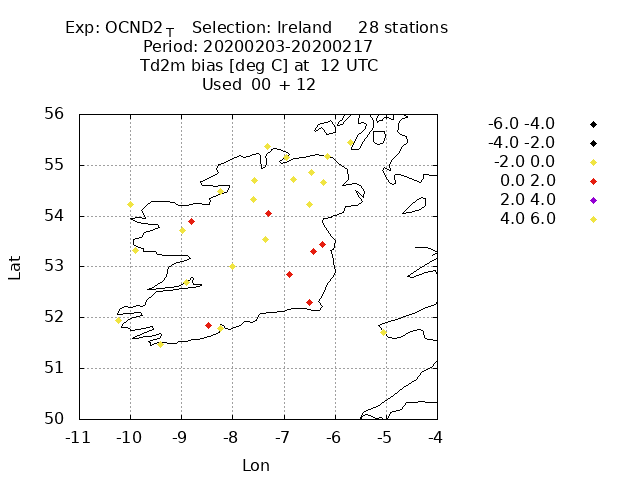 Exp: OCND2_T Selection: Ireland 28 stations
Period: 20200203-20200217
Td2m bias [deg C] at 12 UTC
Used 00 + 12
-6.0 -4.0
-4.0 -2.0
-2.0 0.0
0.0 2.0
2.0 4.0
4.0 6.0
56
55
54
53
52
51
50
Lat
-11 -10 -9 -8 -7 -6 -5 -4
Lon